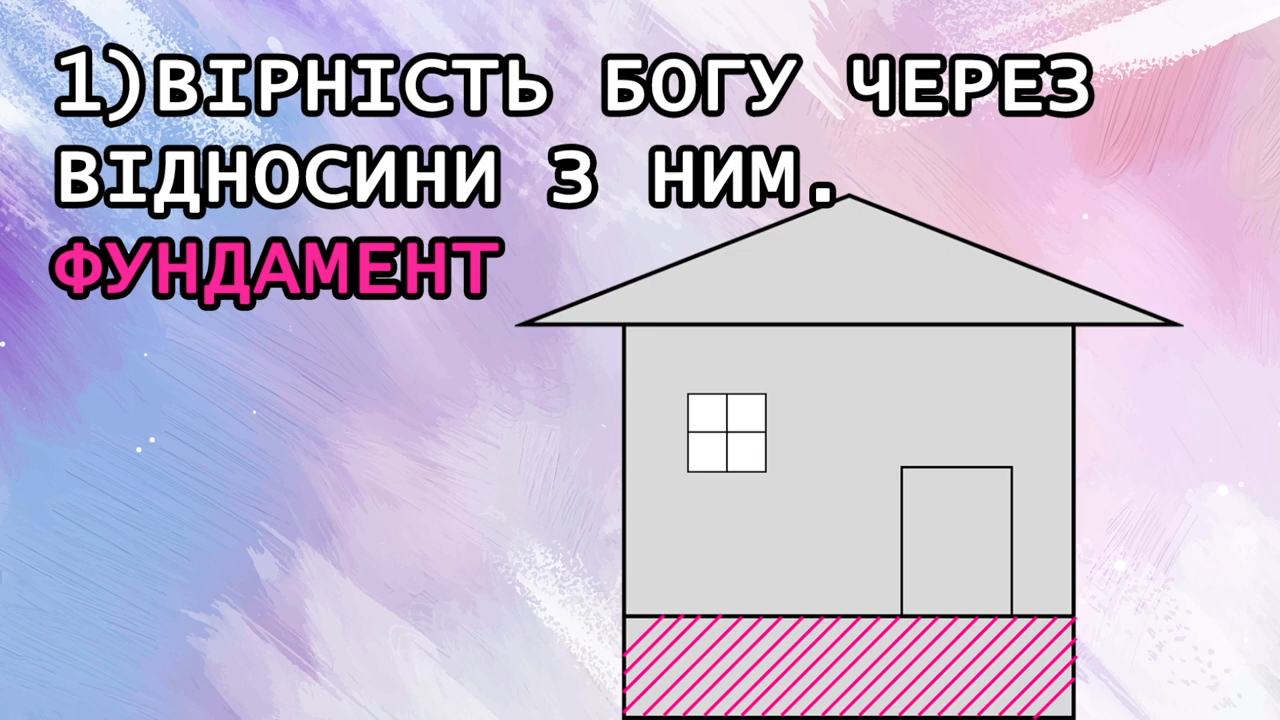 1)ВІРНІСТЬ БОГУ ЧЕРЕЗ
ВІДНОСИНИ З НИМ.
ФУНДАМЕНТ